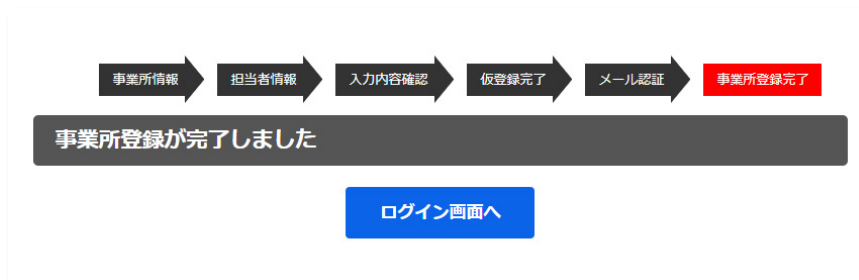 事業所情報 担当者情報 入力内容確認 仮登録完了 メール認証 事業所登録完了
事業所登録が完了しました
ログイン画面へ